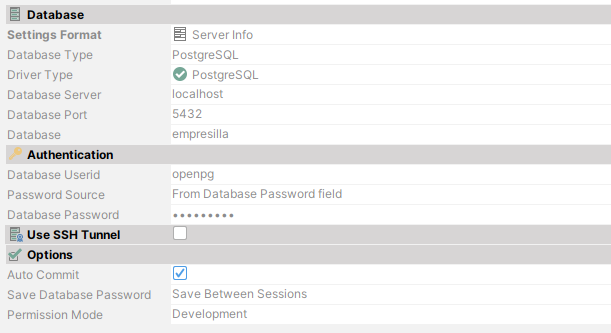 Database
Settings Format Server Info
Database Type PostgreSQL
Driver Type PostgreSQL
Database Server localhost
Database Port 5432
Database empresilla
Authentication
Database Userid openpg
Password Source From Database Password field
Database Password •••••••••
Use SSH Tunnel
Options
Auto Commit
Save Database Password Save Between Sessions
Permission Mode Development